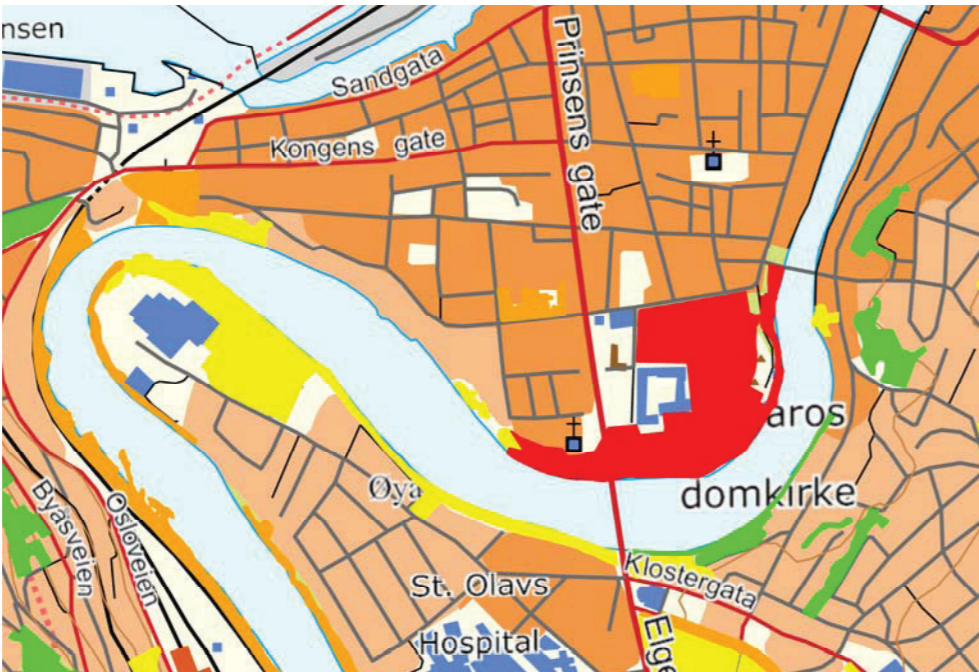 nsen
Sandgata
Prinsens gate
Kongens gate
aros
domkirke
Øya
Byåsveien
Osloveien
St. Olavs
Hospital
Klostergata
Elge